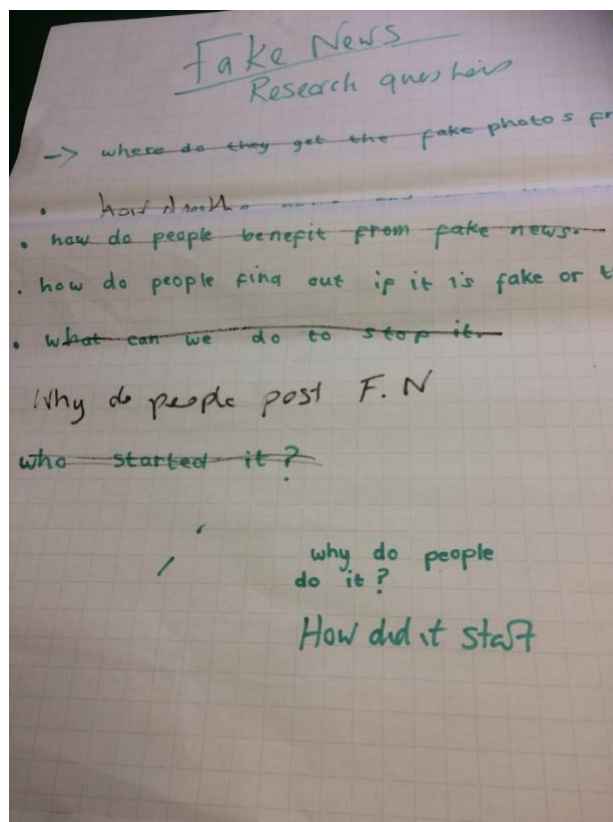 Fake News
Research questions
-> where do they get the fake photos fr
• how
• how do people benefit from fake news.
• how do people find out if it is fake or t
• what can we do to stop it.
Why do people post F.N
who started it?
why do people
do it?
How did it start